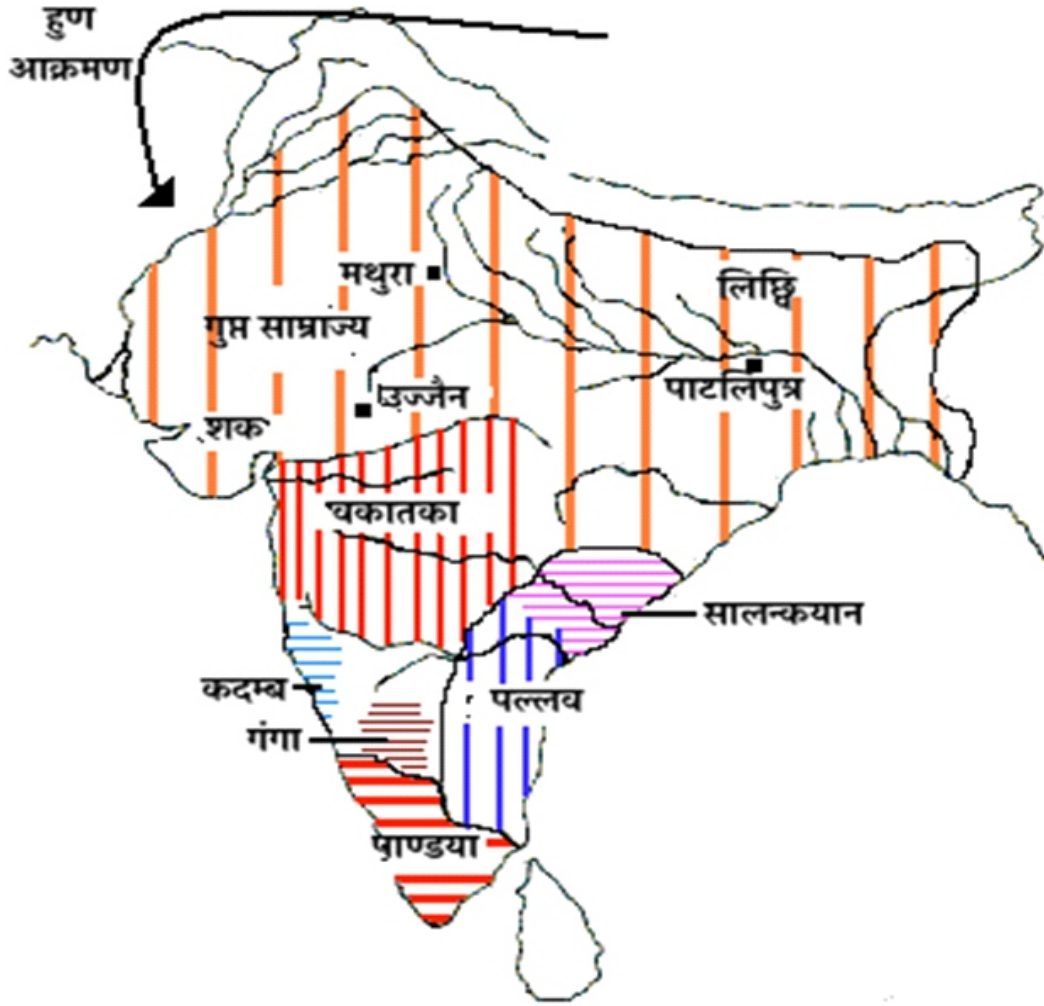 हुण
आक्रमण
मथुरा
लिछ्वि
गुप्त साम्राज्य
पाटलिपुत्र
उज्जैन
शक
वकातका
सालन्कयान
कदम्ब
पल्लव
गंगा
पाण्डया